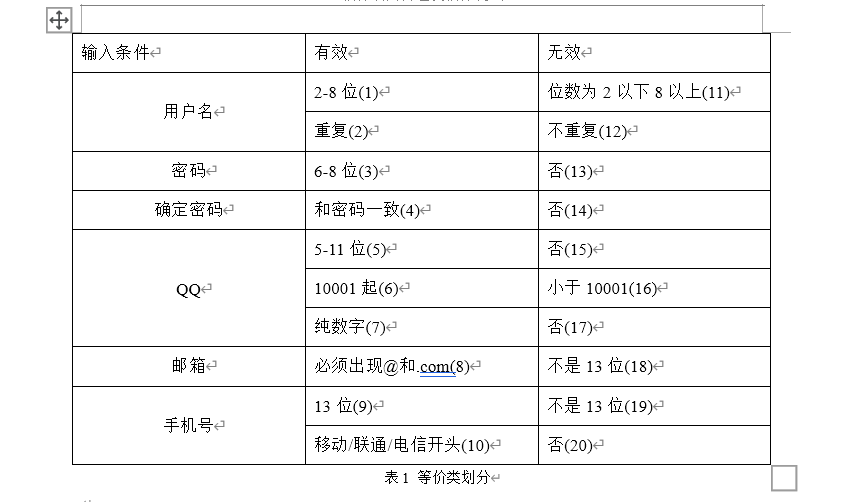 输入条件 有效 无效
用户名 2-8 位(1) 位数为 2 以下 8 以上(11)
重复(2) 不重复(12)
密码 6-8 位(3) 否(13)
确定密码 和密码一致(4) 否(14)
QQ 5-11 位(5) 否(15)
10001 起(6) 小于 10001(16)
纯数字(7) 否(17)
邮箱 必须出现@和.com(8) 不是 13 位(18)
手机号 13 位(9) 不是 13 位(19)
移动/联通/电信开头(10) 否(20)
表 1 等价类划分